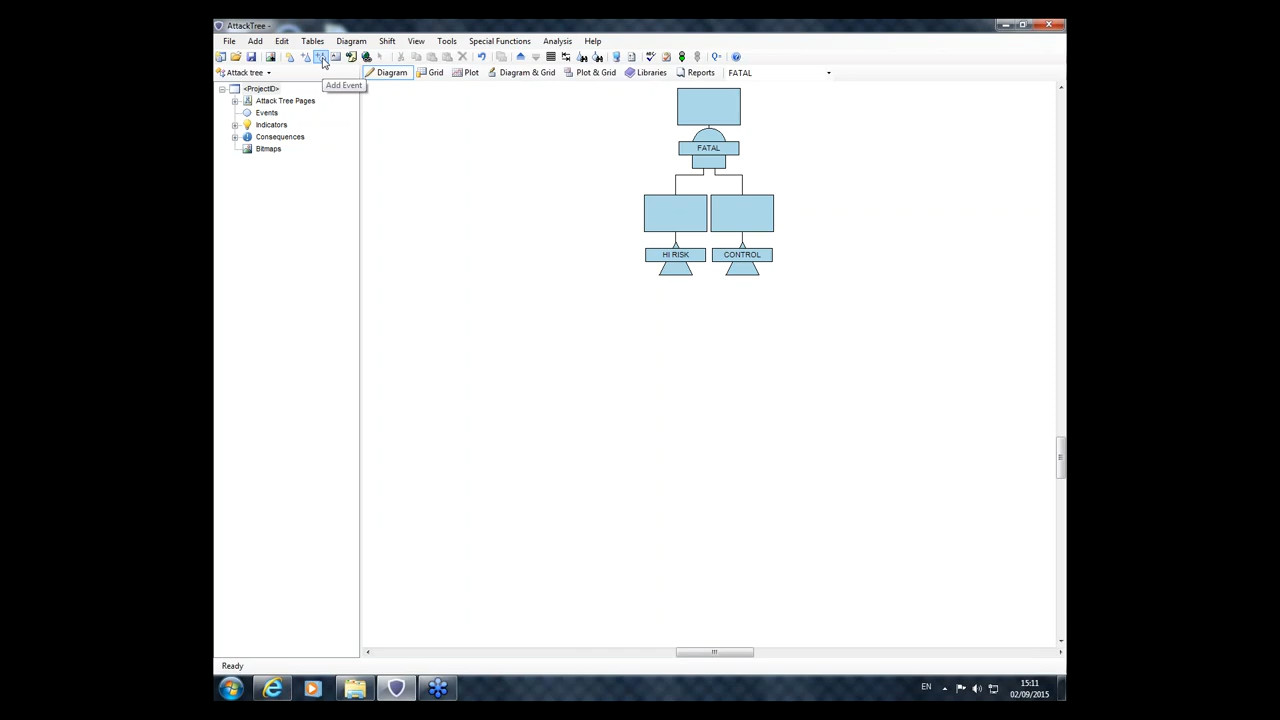 AttackTree -
File Add Edit Tables Diagram Shift View Tools Special Functions Analysis Help
Add Event
Attack tree
Diagram Grid Plot Diagram & Grid Plot & Grid Libraries Reports FATAL
<ProjectID>
Attack Tree Pages
Events
Indicators
Consequences
Bitmaps
FATAL
HI RISK CONTROL
Ready
EN
15:11
02/09/2015